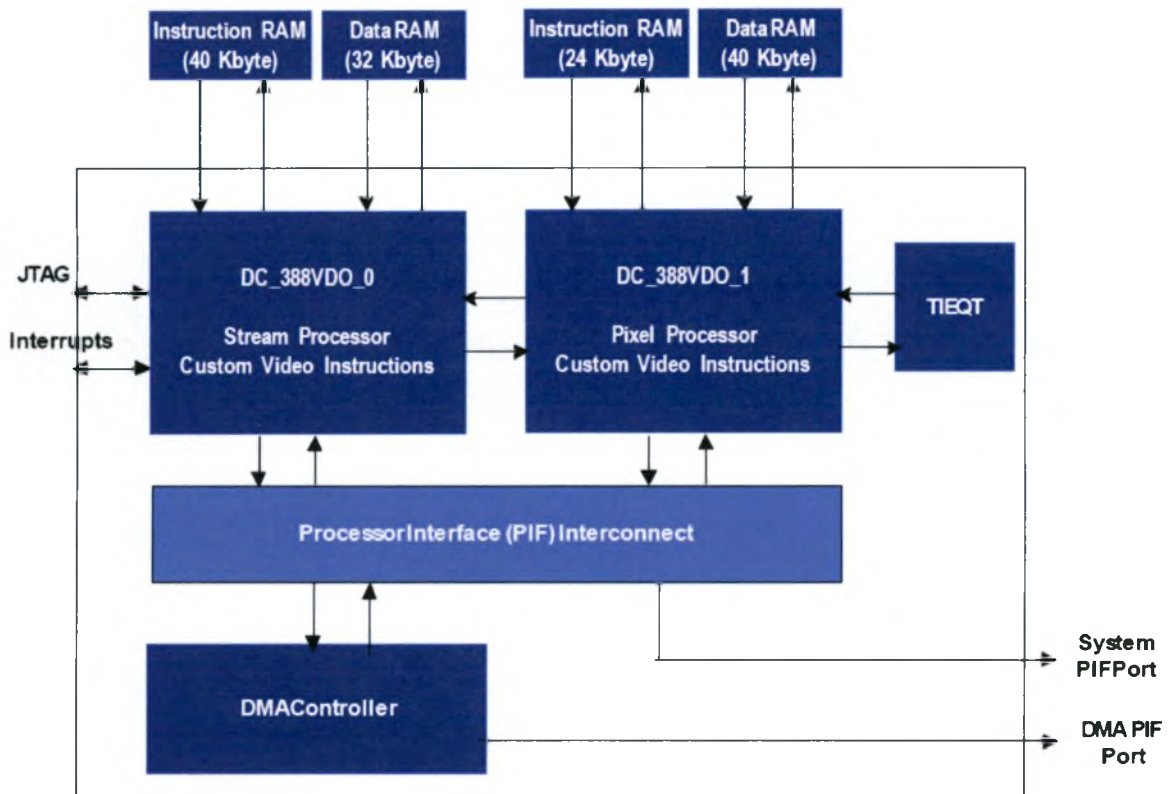 Instruction RAM
(40 Kbyte)
Data RAM
(32 Kbyte)
Instruction RAM
(24 Kbyte)
Data RAM
(40 Kbyte)
JTAG
Interrupts
DC_388VDO_0
Stream Processor
Custom Video Instructions
DC_388VDO_1
Pixel Processor
Custom Video Instructions
TIEQT
Processor Interface (PIF) Interconnect
DMAController
System
PIFPort
DMA PIF
Port